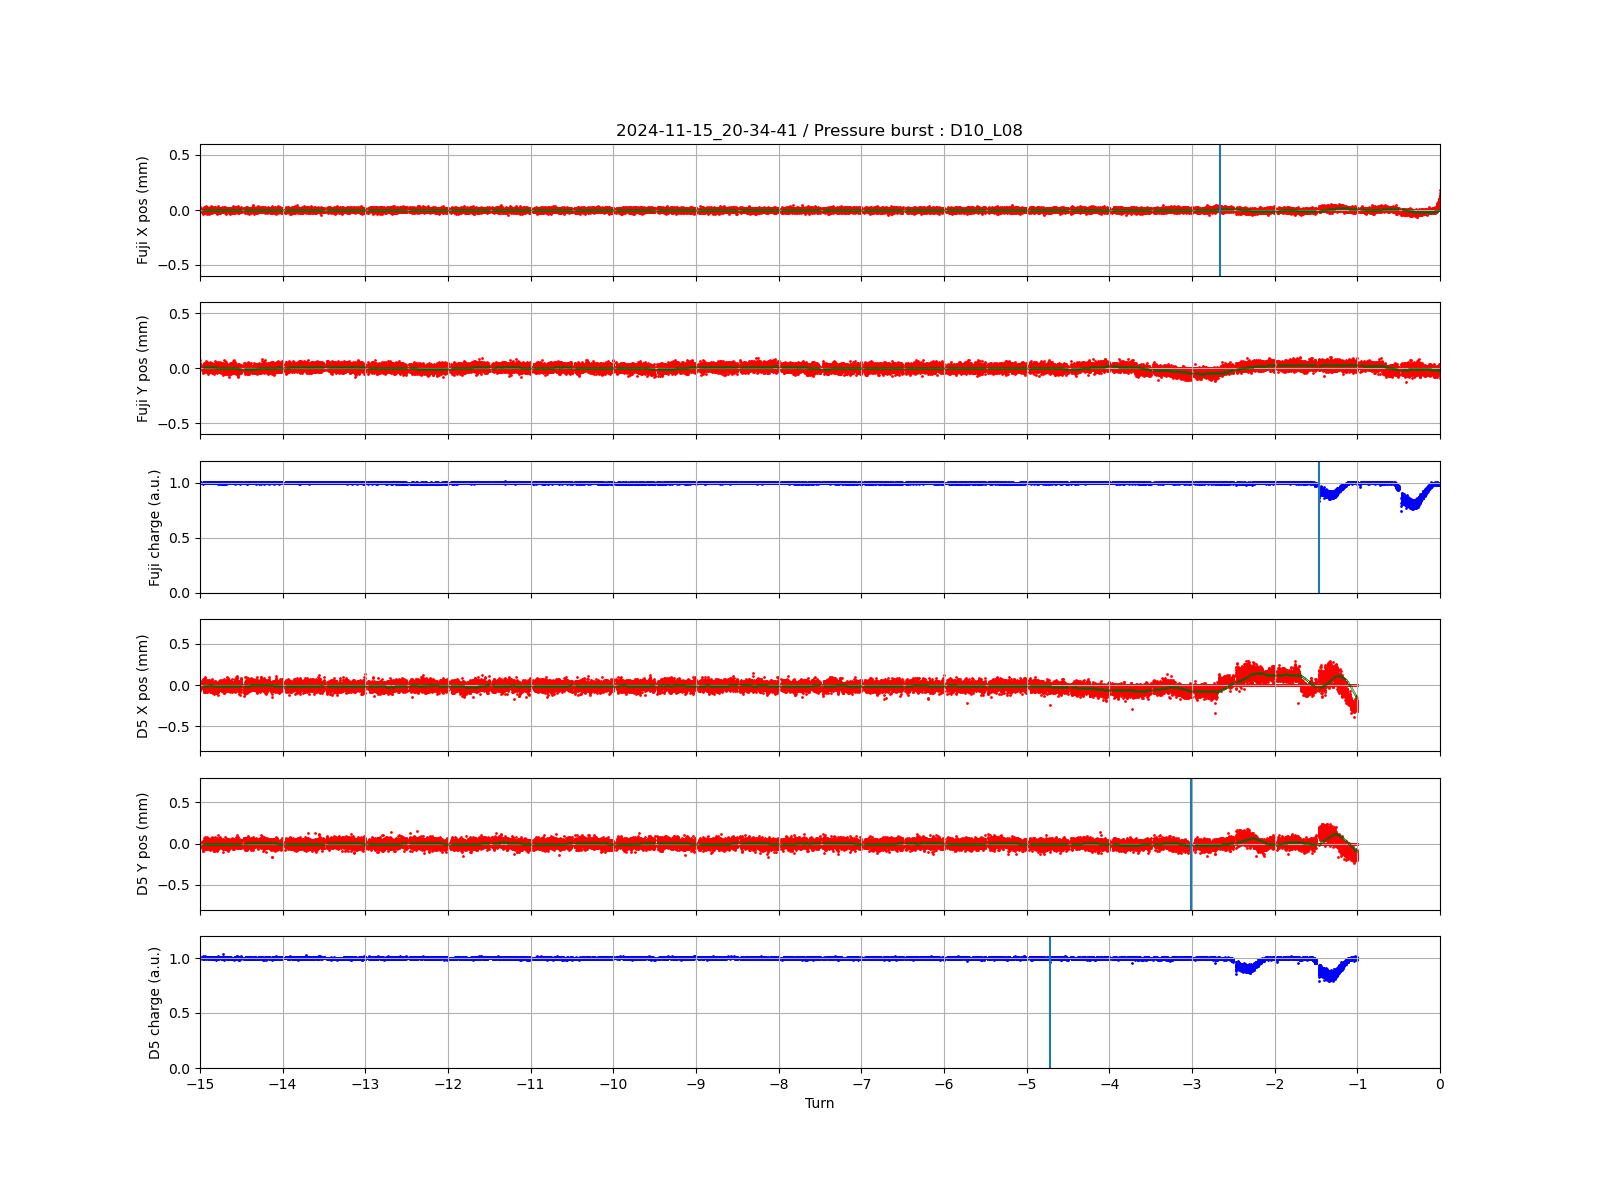 2024-11-15_20-34-41 / Pressure burst : D10_L08
Fuji X pos (mm)
0.5
0.0
−0.5
Fuji Y pos (mm)
0.5
0.0
−0.5
Fuji charge (a.u.)
1.0
0.5
0.0
D5 X pos (mm)
0.5
0.0
−0.5
D5 Y pos (mm)
0.5
0.0
−0.5
D5 charge (a.u.)
1.0
0.5
0.0
−15 −14 −13 −12 −11 −10 −9 −8 −7 −6 −5 −4 −3 −2 −1 0
Turn